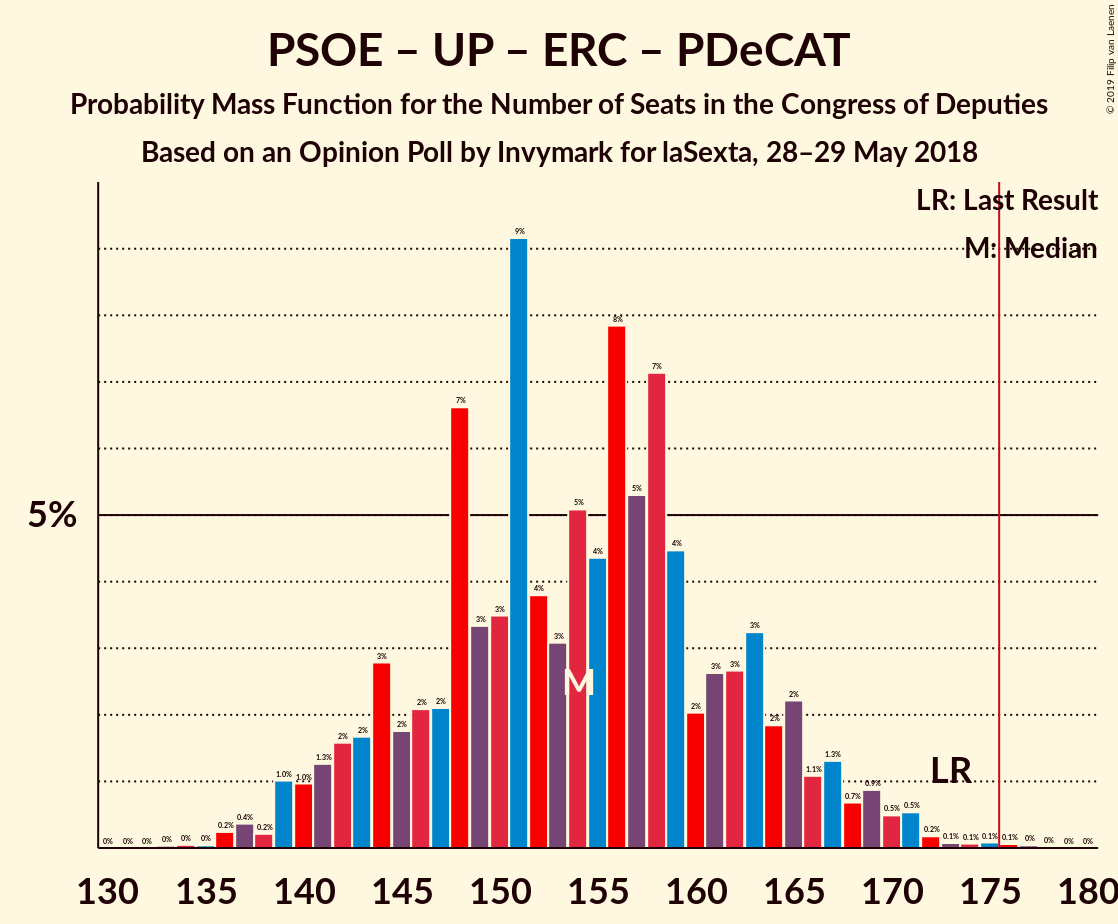 PSOE – UP – ERC – PDeCAT
Probability Mass Function for the Number of Seats in the Congress of Deputies
Based on an Opinion Poll by Invymark for laSexta, 28–29 May 2018
© 2019 Filip van Laenen
LR: Last Result
M: Median
5%
0% 0% 0% 0% 0% 0% 0.2% 0.4% 0.2% 1.0% 1.0% 1.3% 2% 2% 3% 2% 2% 2% 7% 3% 3% 9% 4% 3% 5% 4% 8% 5% 7% 4% 2% 3% 3% 3% 2% 2% 1.1% 1.3% 0.7% 0.9% 0.5% 0.5% 0.2% 0.1% 0.1% 0.1% 0.1% 0% 0% 0% 0%
M
LR
130 135 140 145 150 155 160 165 170 175 180